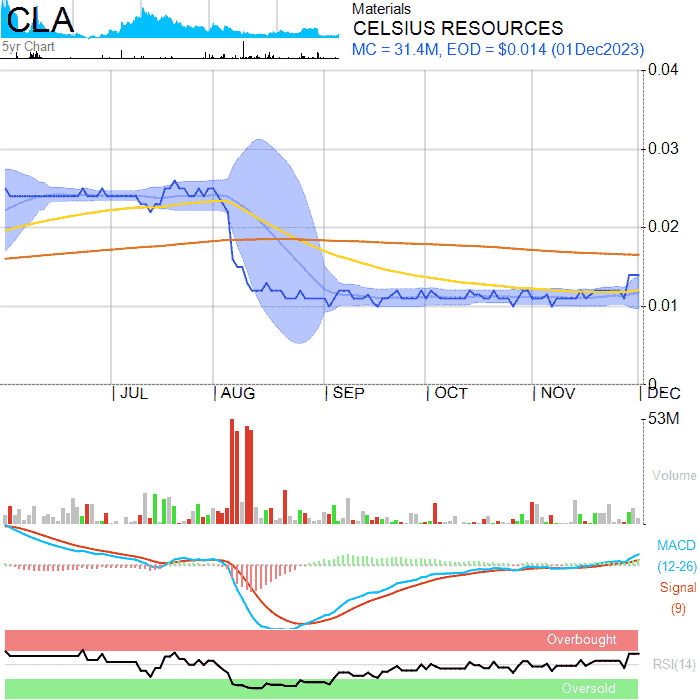 CLA
5yr Chart
Materials
CELSIUS RESOURCES
MC = 31.4M, EOD = $0.014 (01Dec2023)
0.04
0.03
0.02
0.01
0
JUL AUG SEP OCT NOV DEC
53M
Volume
MACD
(12-26)
Signal
(9)
Overbought
RSI(14)
Oversold